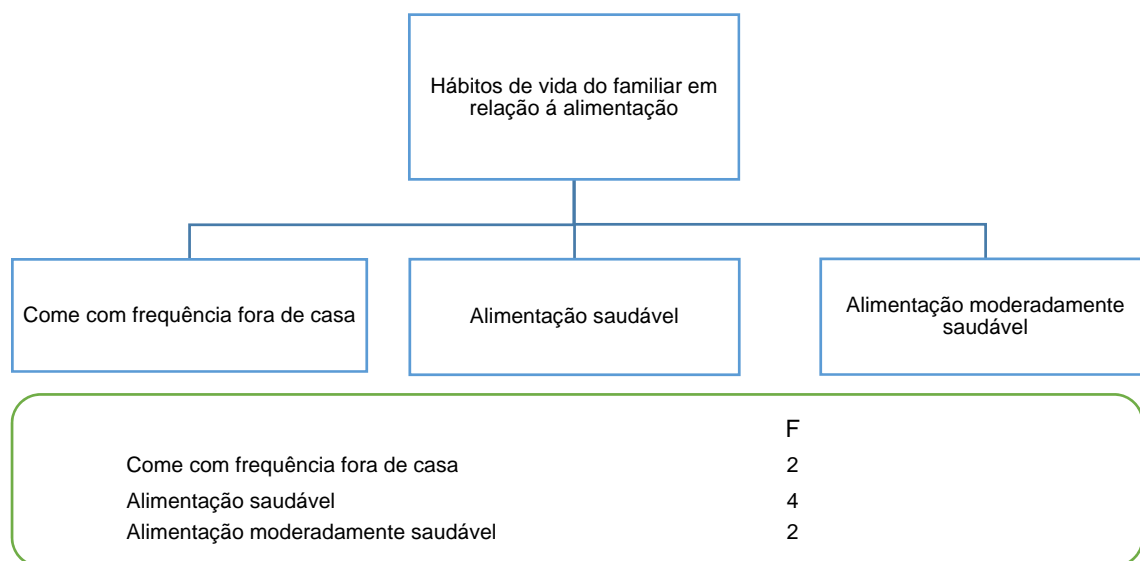 Hábitos de vida do familiar em
relação á alimentação
Come com frequência fora de casa
Alimentação saudável
Alimentação moderadamente
saudável
F
Come com frequência fora de casa 2
Alimentação saudável 4
Alimentação moderadamente saudável 2